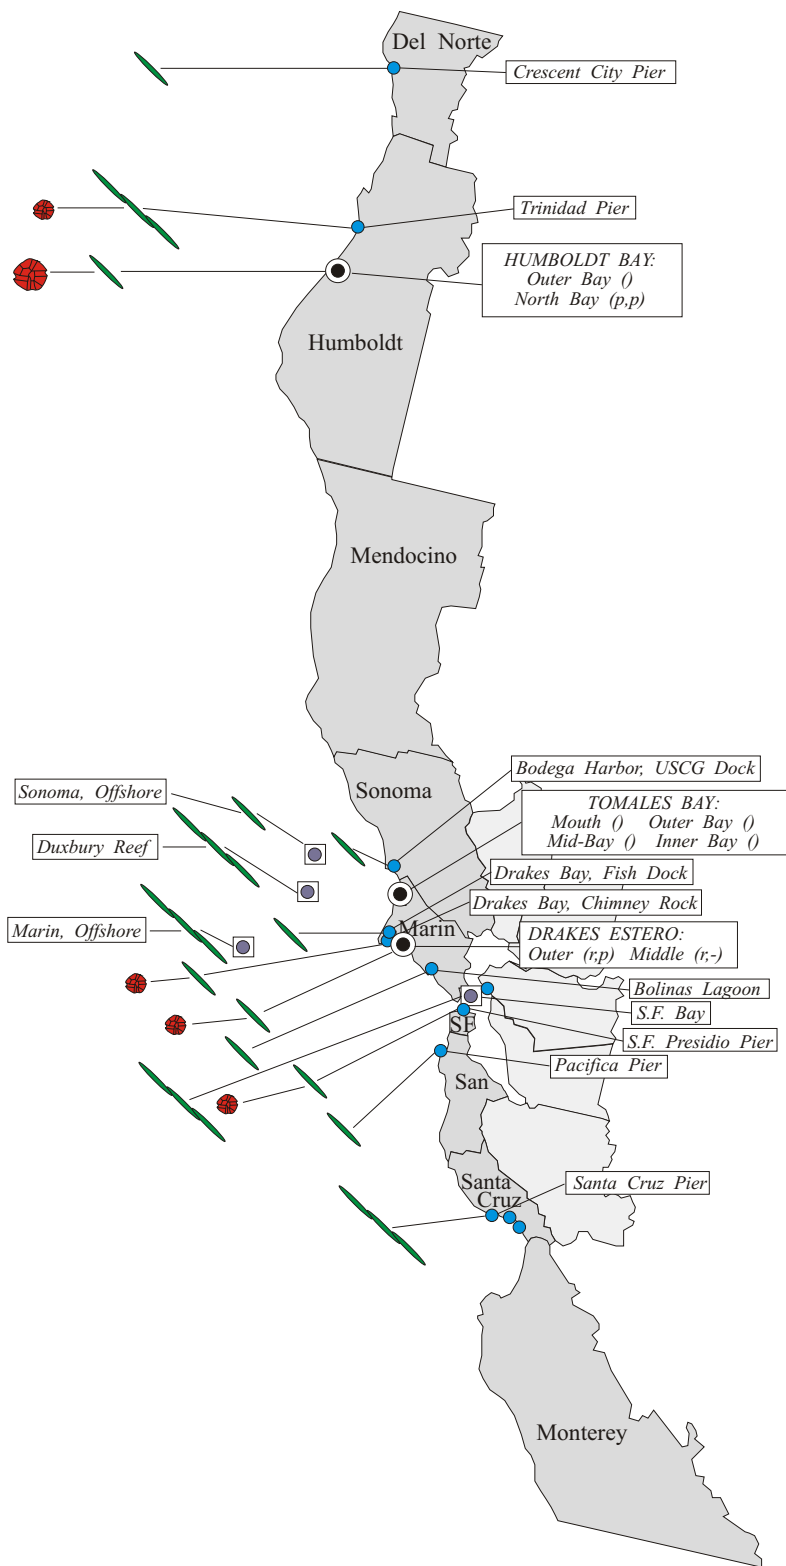 Del Norte
Crescent City Pier
Trinidad Pier
HUMBOLDT BAY:
Outer Bay ()
North Bay (p,p)
Humboldt
Mendocino
Bodega Harbor, USCG Dock
Sonoma
Sonoma, Offshore
TOMALES BAY:
Mouth () Outer Bay ()
Mid-Bay () Inner Bay ()
Duxbury Reef
Drakes Bay, Fish Dock
Drakes Bay, Chimney Rock
Marin
Marin, Offshore
DRAKES ESTERO:
Outer (r,p) Middle (r,-)
Bolinas Lagoon
S.F. Bay
SF
S.F. Presidio Pier
Pacifica Pier
San
Santa
Cruz
Santa Cruz Pier
Monterey